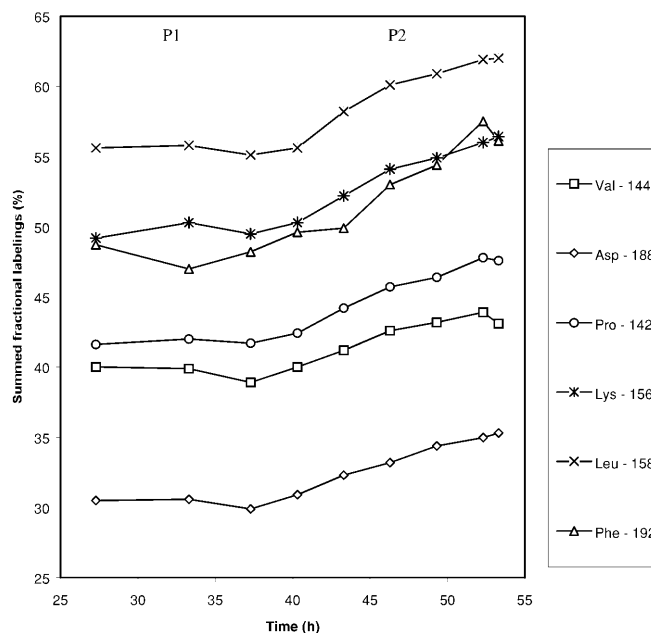 65
P1 P2
60
55
50
45
40
35
30
25
25 30 35 40 45 50 55
Time (h)
Summed fractional labelings (%)
Val - 144
Asp - 188
Pro - 142
Lys - 156
Leu - 158
Phe - 192